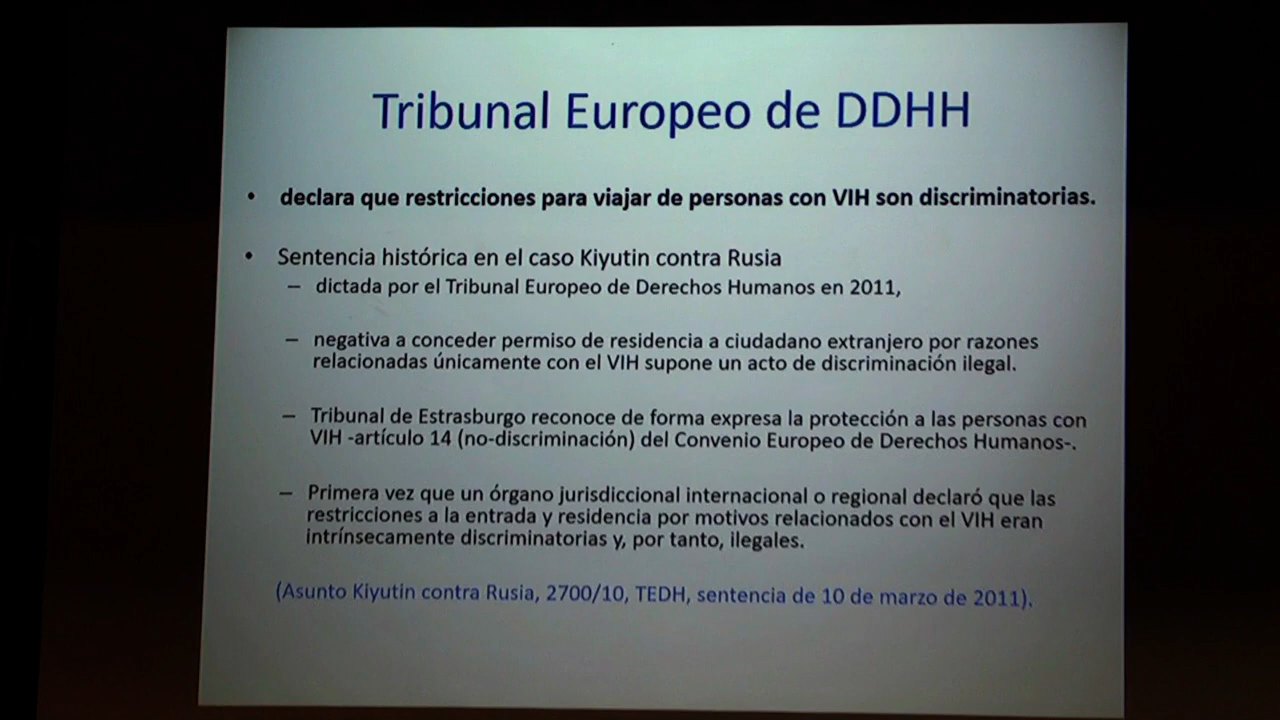 Tribunal Europeo de DDHH
• declara que restricciones para viajar de personas con VIH son discriminatorias.
• Sentencia histórica en el caso Kiyutin contra Rusia
– dictada por el Tribunal Europeo de Derechos Humanos en 2011,
– negativa a conceder permiso de residencia a ciudadano extranjero por razones
relacionadas únicamente con el VIH supone un acto de discriminación ilegal.
– Tribunal de Estrasburgo reconoce de forma expresa la protección a las personas con
VIH -artículo 14 (no-discriminación) del Convenio Europeo de Derechos Humanos-.
– Primera vez que un órgano jurisdiccional internacional o regional declaró que las
restricciones a la entrada y residencia por motivos relacionados con el VIH eran
intrínsecamente discriminatorias y, por tanto, ilegales.
(Asunto Kiyutin contra Rusia, 2700/10, TEDH, sentencia de 10 de marzo de 2011).